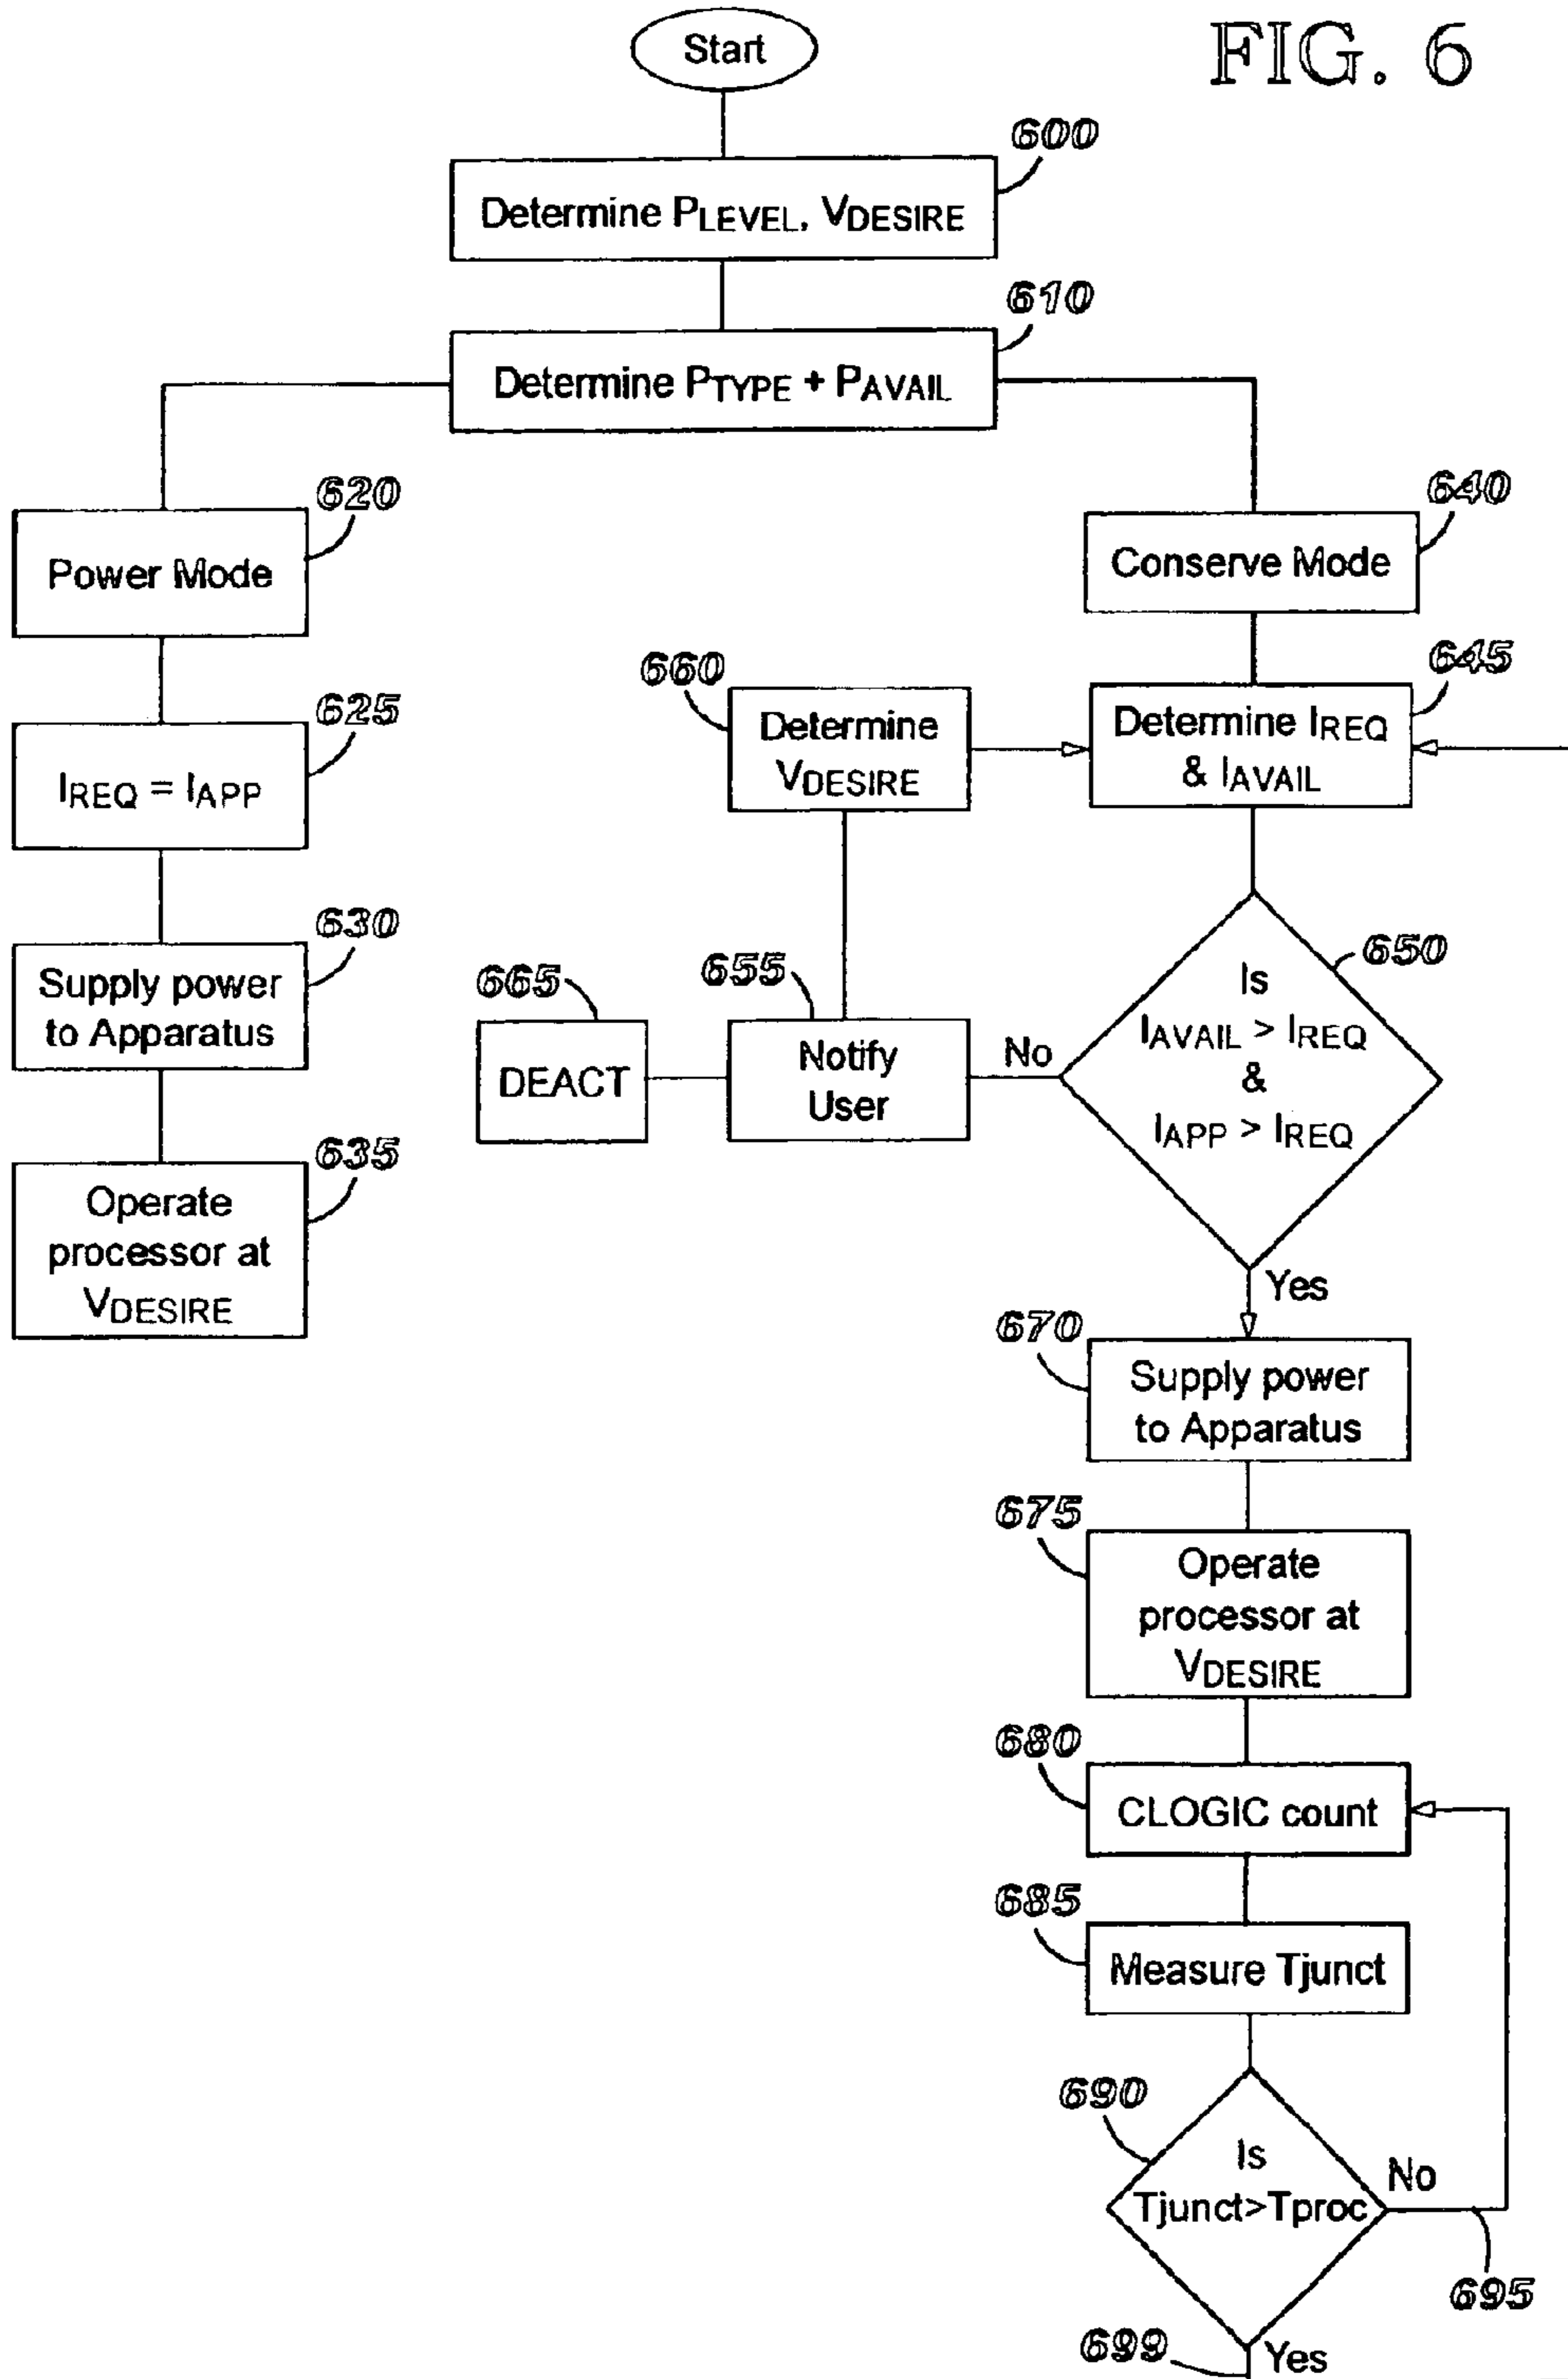 FIG. 6
Start
600
Determine PLEVEL, VDESIRE
610
Determine PTYPE + PAVAIL
620
Power Mode
625
IREQ = IAPP
630
Supply power
to Apparatus
635
Operate
processor at
VDESIRE
640
Conserve Mode
645
Determine IREQ
& IAVAIL
660
Determine
VDESIRE
650
Is
IAVAIL > IREQ
&
IAPP > IREQ
No
655
Notify
User
665
DEACT
Yes
670
Supply power
to Apparatus
675
Operate
processor at
VDESIRE
680
CLOGIC count
685
Measure Tjunct
690
Is
Tjunct>Tproc
No
695
699
Yes